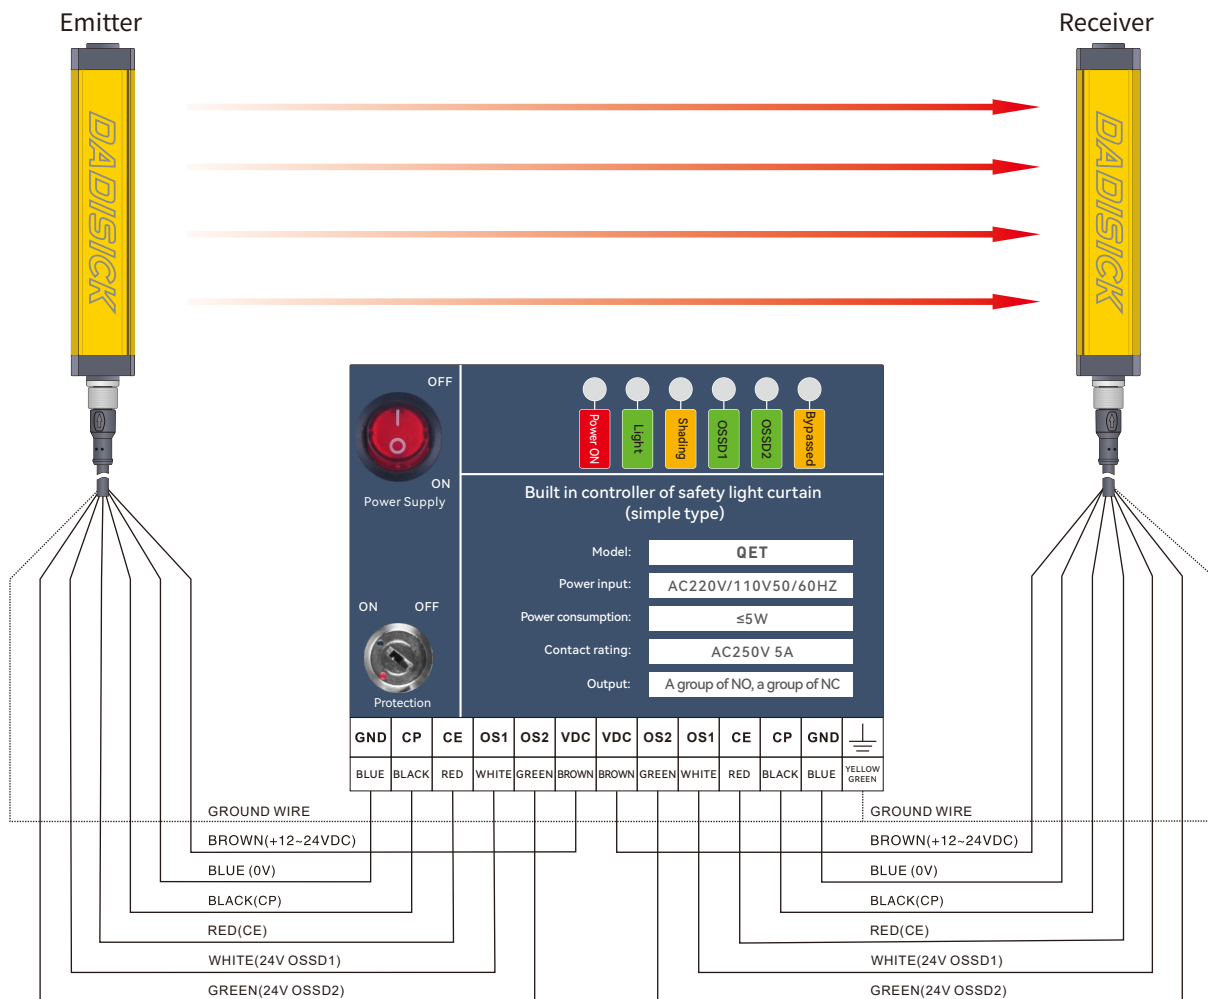 Emitter
Receiver
DADISICK
DADISICK
OFF
ON
Power Supply
ON OFF
Protection
Power ON
Light
Shading
OSSD1
OSSD2
Bypassed
Built in controller of safety light curtain
(simple type)
Model: QET
Power input: AC220V/110V50/60HZ
Power consumption: ≤5W
Contact rating: AC250V 5A
Output: A group of NO, a group of NC
GND CP CE OS1 OS2 VDC VDC OS2 OS1 CE CP GND
BLUE BLACK RED WHITE GREEN BROWN BROWN GREEN WHITE RED BLACK BLUE YELLOW
GREEN
GROUND WIRE
BROWN(+12~24VDC)
BLUE (0V)
BLACK(CP)
RED(CE)
WHITE(24V OSSD1)
GREEN(24V OSSD2)
GROUND WIRE
BROWN(+12~24VDC)
BLUE (0V)
BLACK(CP)
RED(CE)
WHITE(24V OSSD1)
GREEN(24V OSSD2)